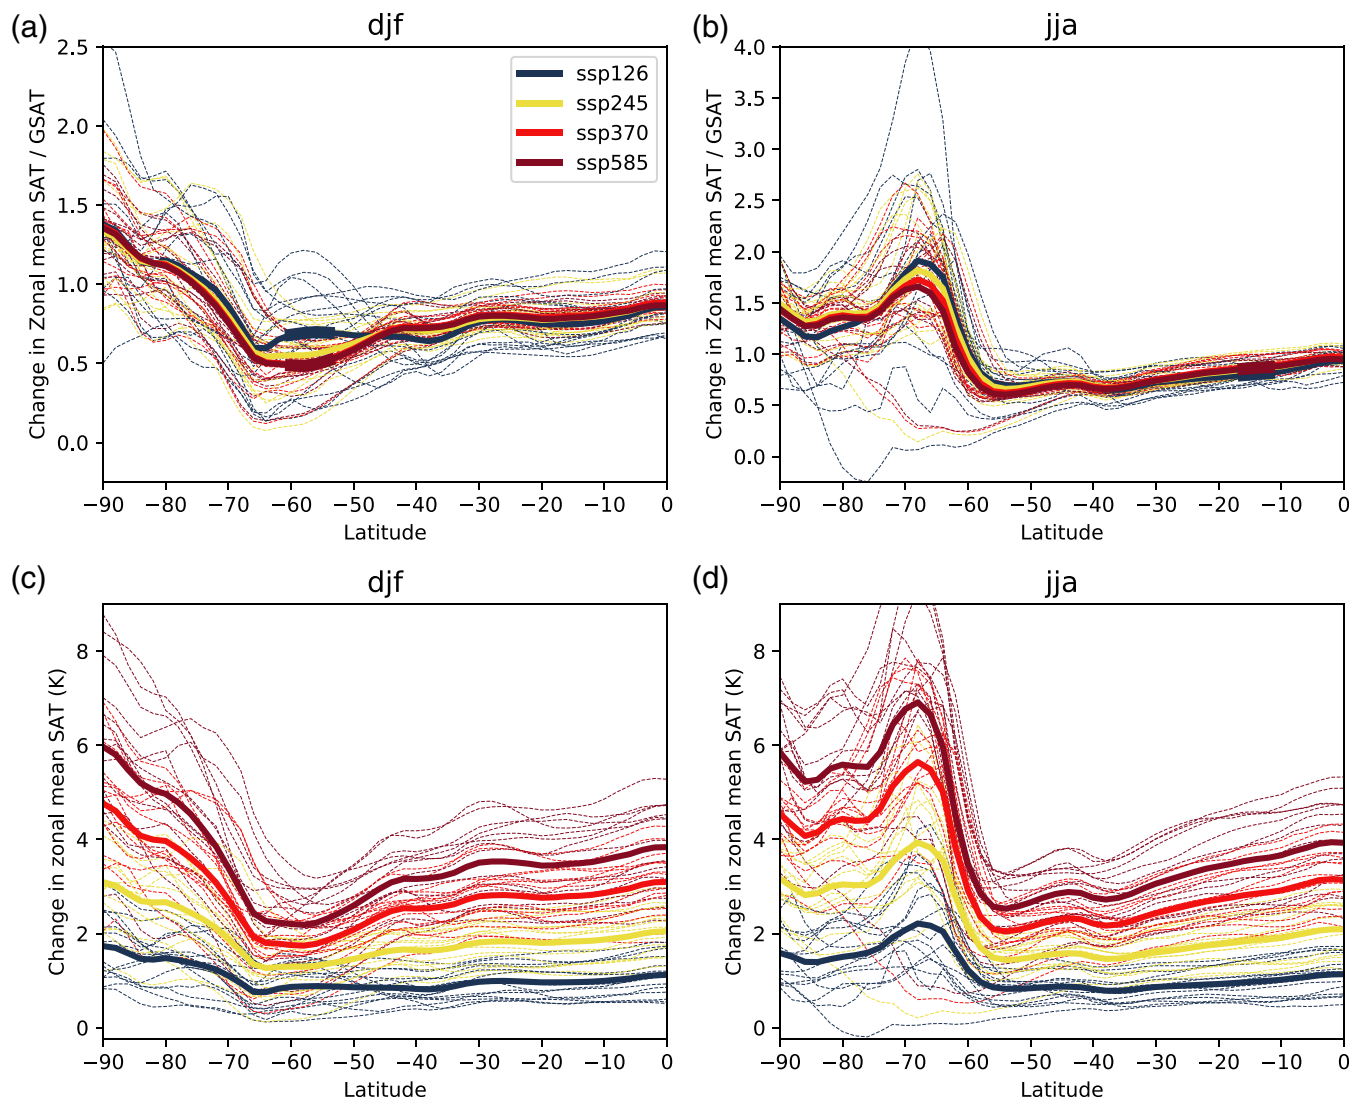 (a)
djf
2.5
2.0
1.5
1.0
0.5
0.0
Change in Zonal mean SAT / GSAT
ssp126
ssp245
ssp370
ssp585
−90 −80 −70 −60 −50 −40 −30 −20 −10 0
Latitude
(b)
jja
4.0
3.5
3.0
2.5
2.0
1.5
1.0
0.5
0.0
Change in Zonal mean SAT / GSAT
−90 −80 −70 −60 −50 −40 −30 −20 −10 0
Latitude
(c)
djf
8
6
4
2
0
Change in zonal mean SAT (K)
−90 −80 −70 −60 −50 −40 −30 −20 −10 0
Latitude
(d)
jja
8
6
4
2
0
Change in zonal mean SAT (K)
−90 −80 −70 −60 −50 −40 −30 −20 −10 0
Latitude